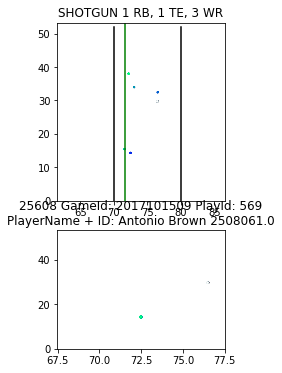 SHOTGUN 1 RB, 1 TE, 3 WR
50
40
30
20
10
0
65 70 75 80 85
25608 GameId: 2017101509 PlayId: 569
PlayerName + ID: Antonio Brown 2508061.0
40
20
0
67.5 70.0 72.5 75.0 77.5